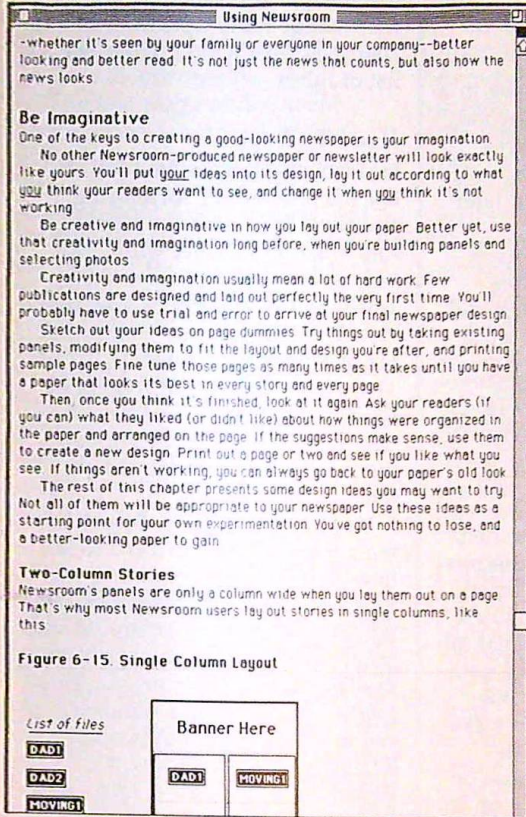 Using Newsroom
-whether it's seen by your family or everyone in your company--better
looking and better read. It's not just the news that counts, but also how the
news looks.
Be Imaginative
One of the keys to creating a good-looking newspaper is your imagination.
No other Newsroom-produced newspaper or newsletter will look exactly
like yours. You'll put your ideas into its design, lay it out according to what
you think your readers want to see, and change it when you think it's not
working.
Be creative and imaginative in how you lay out your paper. Better yet, use
that creativity and imagination long before, when you're building panels and
selecting photos.
Creativity and imagination usually mean a lot of hard work. Few
publications are designed and laid out perfectly the very first time. You'll
probably have to use trial and error to arrive at your final newspaper design.
Sketch out your ideas on page dummies. Try things out by taking existing
panels, modifying them to fit the layout and design you're after, and printing
sample pages. Fine tune those pages as many times as it takes until you have
a paper that looks its best in every story and every page.
Then, once you think it's finished, look at it again. Ask your readers (if
you can) what they liked (or didn't like) about how things were organized in
the paper and arranged on the page. If the suggestions make sense, use them
to create a new design. Print out a page or two and see if you like what you
see. If things aren't working, you can always go back to your paper's old look.
The rest of this chapter presents some design ideas you may want to try.
Not all of them will be appropriate to your newspaper. Use these ideas as a
starting point for your own experimentation. You've got nothing to lose, and
a better-looking paper to gain.
Two-Column Stories
Newsroom's panels are only a column wide when you lay them out on a page.
That's why most Newsroom users lay out stories in single columns, like
this.
Figure 6-15. Single Column Layout
List of files
Banner Here
DAD1
DAD1
MOVING1
DAD2
MOVING1